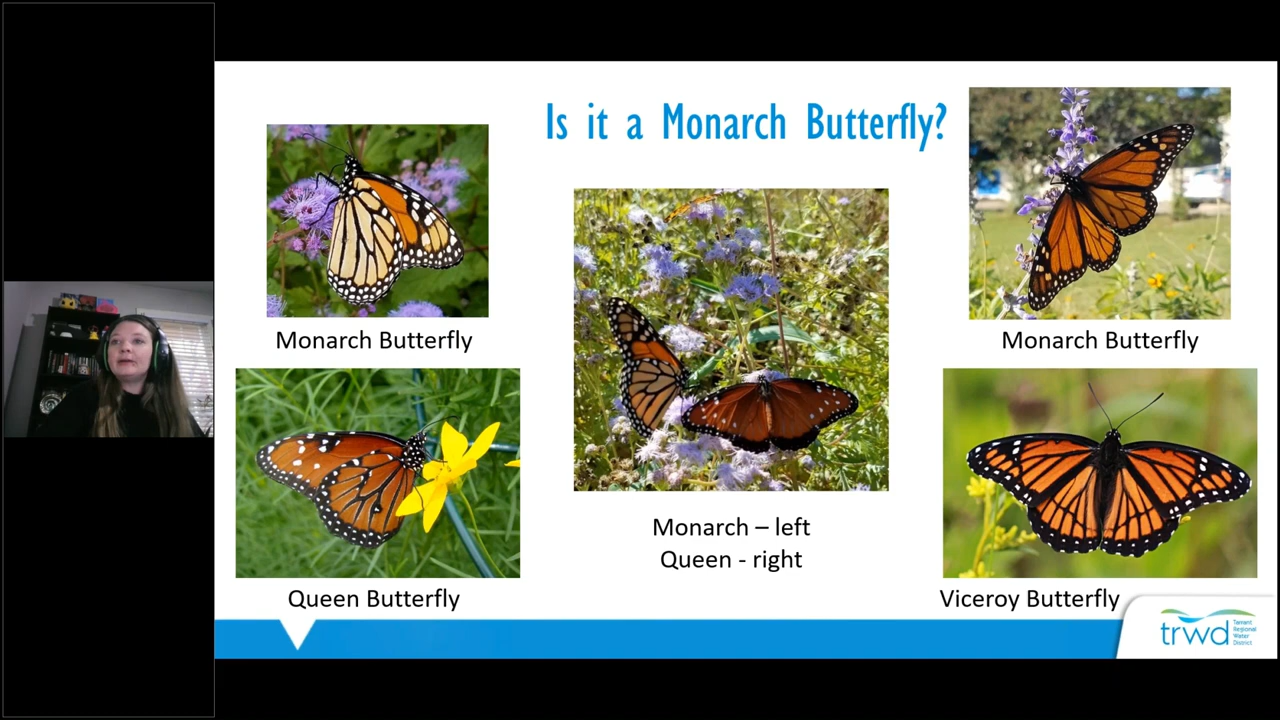 Is it a Monarch Butterfly?
Monarch Butterfly
Monarch Butterfly
Queen Butterfly
Monarch – left
Queen - right
Viceroy Butterfly
trwd
Tarrant
Regional
Water
District